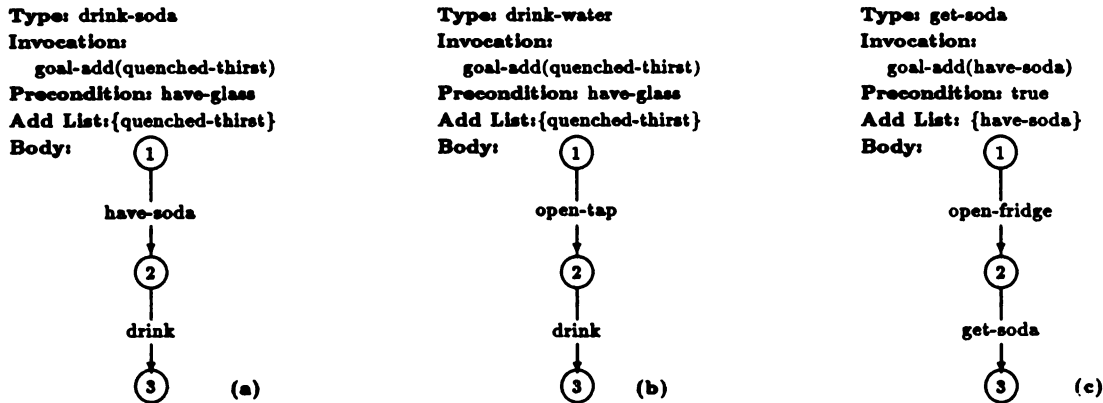 Type: drink-soda
Invocation:
goal-add(quenched-thirst)
Precondition: have-glass
Add List:{quenched-thirst}
Body:
1
have-soda
2
drink
3
(a)
Type: drink-water
Invocation:
goal-add(quenched-thirst)
Precondition: have-glass
Add List:{quenched-thirst}
Body:
1
open-tap
2
drink
3
(b)
Type: get-soda
Invocation:
goal-add(have-soda)
Precondition: true
Add List: {have-soda}
Body:
1
open-fridge
2
get-soda
3
(c)